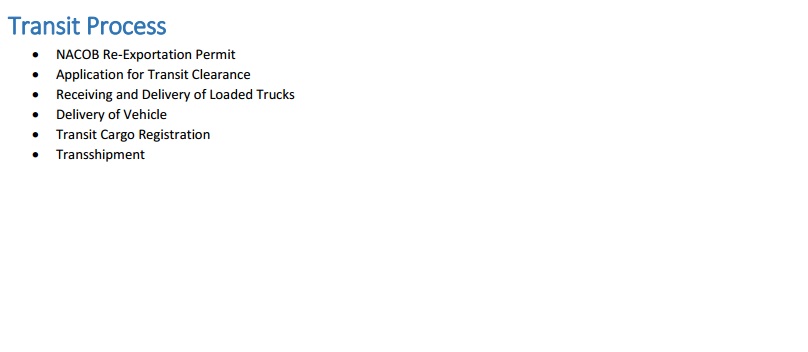 Transit Process
• NACOB Re-Exportation Permit
• Application for Transit Clearance
• Receiving and Delivery of Loaded Trucks
• Delivery of Vehicle
• Transit Cargo Registration
• Transshipment